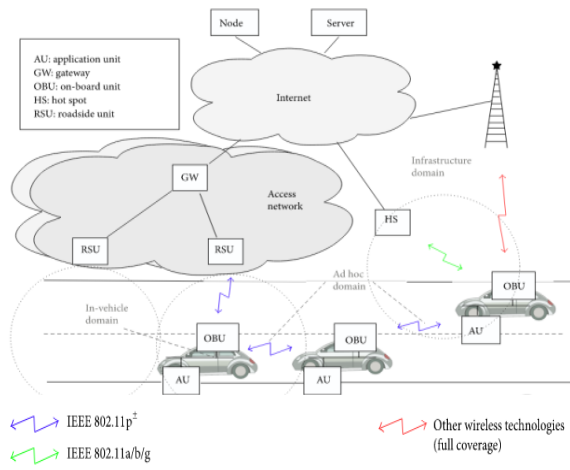 Node
Server
AU: application unit
GW: gateway
OBU: on-board unit
HS: hot spot
RSU: roadside unit
Internet
Infrastructure
domain
GW
Access
network
HS
RSU
RSU
Ad hoc
domain
OBU
In-vehicle
domain
AU
OBU
OBU
AU
AU
IEEE 802.11p±
IEEE 802.11a/b/g
Other wireless technologies
(full coverage)